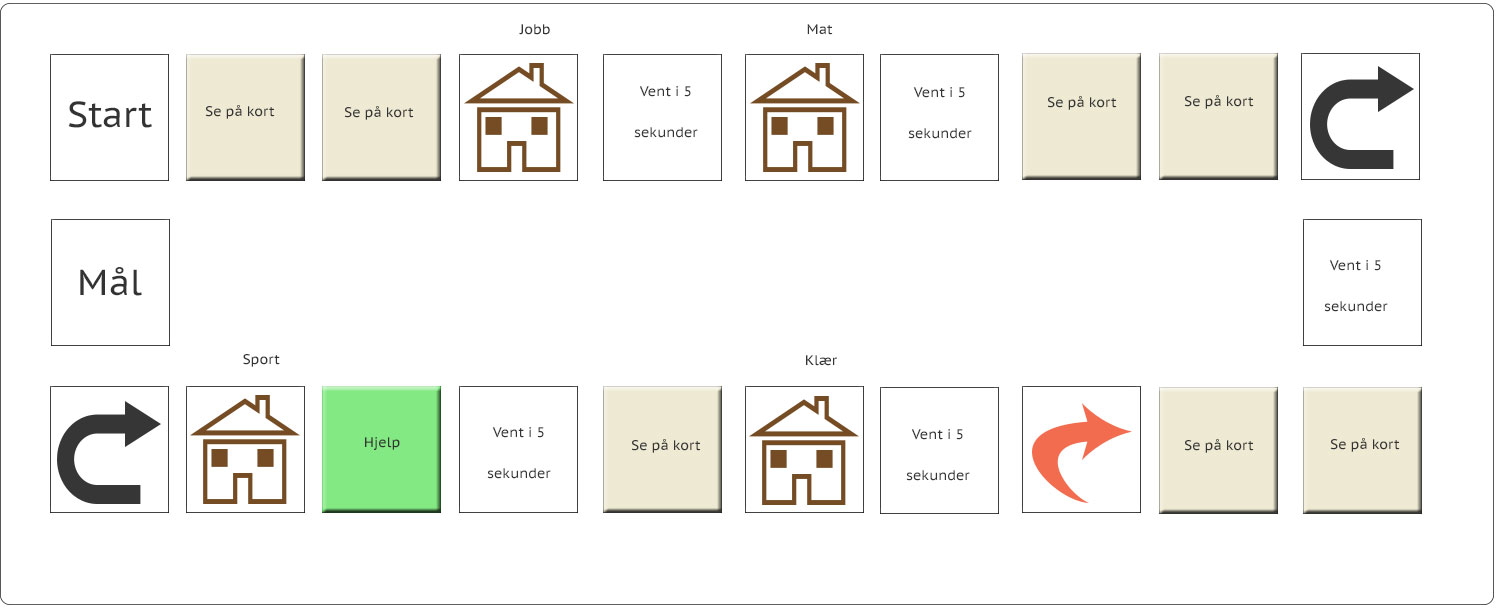 Jobb
Mat
Start
Se på kort
Se på kort
Vent i 5
sekunder
Vent i 5
sekunder
Se på kort
Se på kort
Mål
Vent i 5
sekunder
Sport
Klær
Hjelp
Vent i 5
sekunder
Se på kort
Vent i 5
sekunder
Se på kort
Se på kort